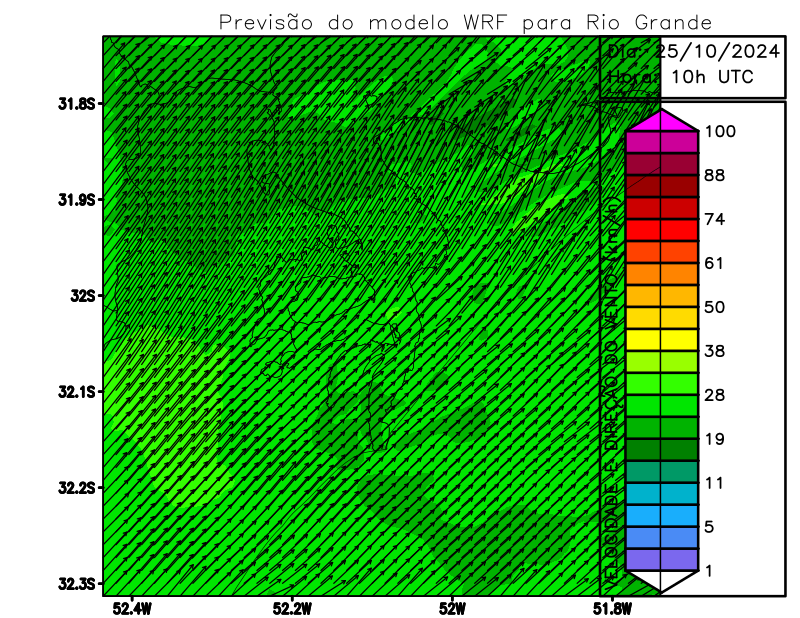 Previsão do modelo WRF para Rio Grande
Dia: 25/10/2024
Hora: 10h UTC
31.8S
31.9S
32S
32.1S
32.2S
32.3S
52.4W
52.2W
52W
51.8W
VELOCIDADE E DIREÇÃO DO VENTO (km/h)
100
88
74
61
50
38
28
19
11
5
1